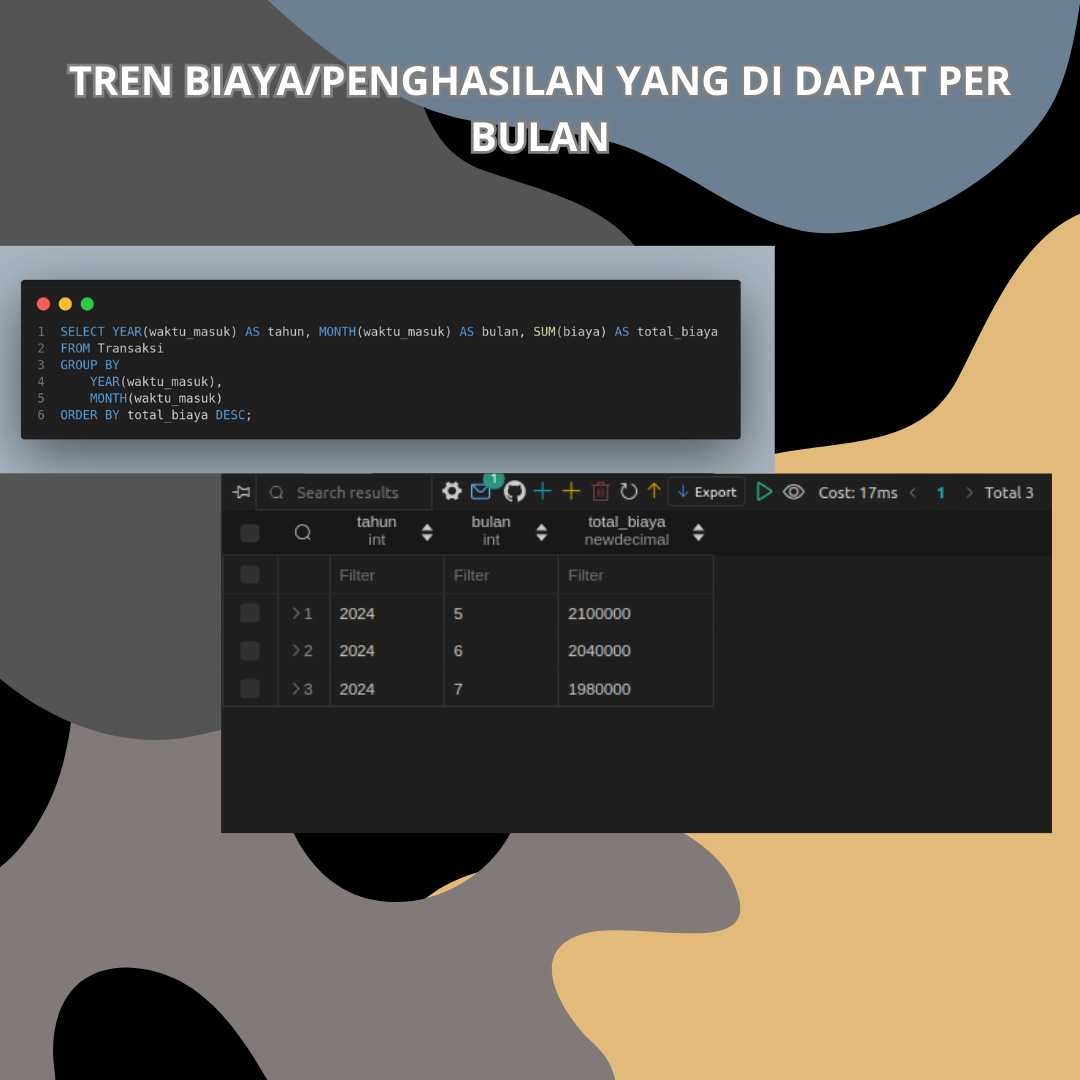 TREN BIAYA/PENGHASILAN YANG DI DAPAT PER
BULAN
1 SELECT YEAR(waktu_masuk) AS tahun, MONTH(waktu_masuk) AS bulan, SUM(biaya) AS total_biaya
2 FROM Transaksi
3 GROUP BY
4     YEAR(waktu_masuk),
5     MONTH(waktu_masuk)
6 ORDER BY total_biaya DESC;
Search results 1 Export Cost: 17ms < 1 > Total 3
tahun bulan total_biaya
int int newdecimal
Filter Filter Filter
> 1 2024 5 2100000
> 2 2024 6 2040000
> 3 2024 7 1980000